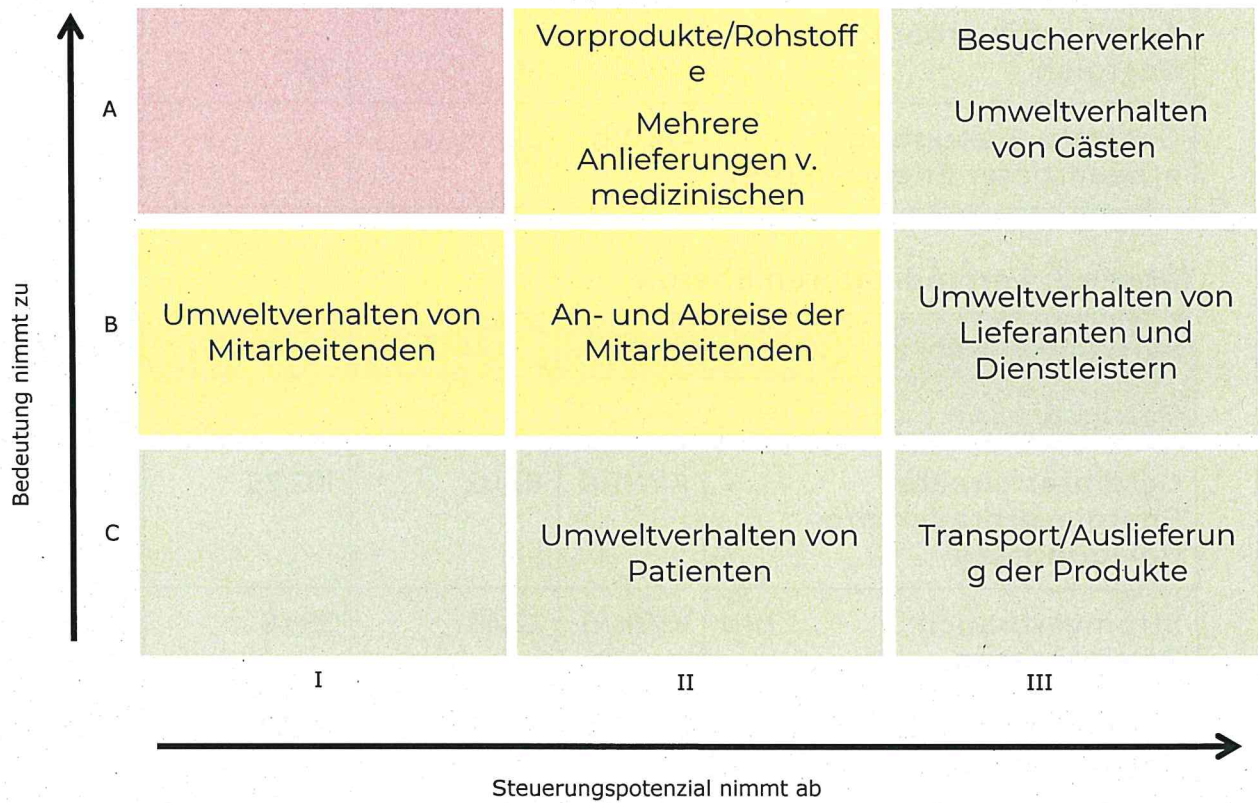 Vorprodukte/Rohstoff
e
Mehrere
Anlieferungen v.
medizinischen
Besucherverkehr
Umweltverhalten
von Gästen
A
Umweltverhalten von
Mitarbeitenden
An- und Abreise der
Mitarbeitenden
Umweltverhalten von
Lieferanten und
Dienstleistern
B
Bedeutung nimmt zu
Umweltverhalten von
Patienten
Transport/Auslieferun
g der Produkte
C
I
II
III
Steuerungspotenzial nimmt ab